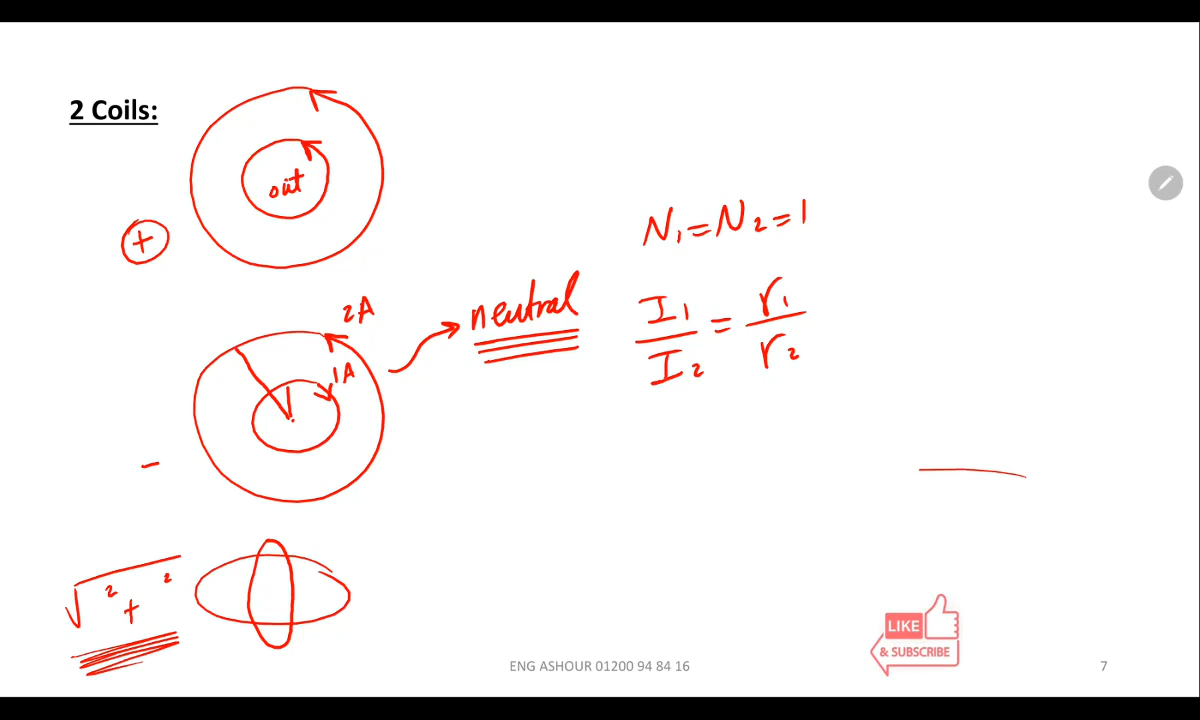 2 Coils:
out
+
N₁ = N₂ = 1
neutral
2A
1A
I₁/I₂ = r₁/r₂
-
√ ² + ²
LIKE
& SUBSCRIBE
ENG ASHOUR 01200 94 84 16
7